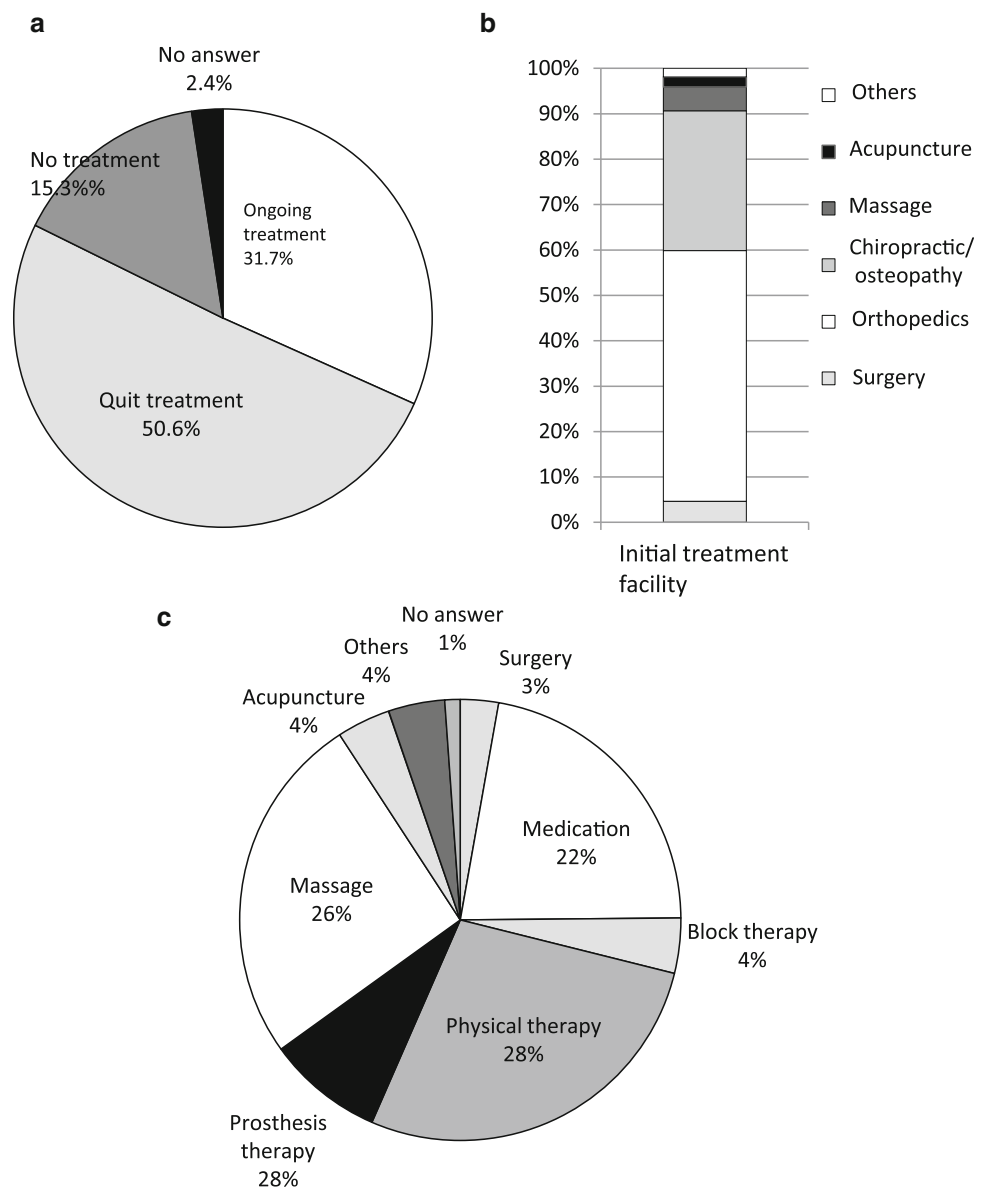 a
No answer
2.4%
No treatment
15.3%%
Ongoing
treatment
31.7%
Quit treatment
50.6%
b
100%
90%
80%
70%
60%
50%
40%
30%
20%
10%
0%
Initial treatment
facility
Others
Acupuncture
Massage
Chiropractic/
osteopathy
Orthopedics
Surgery
c
No answer
1%
Others
4%
Surgery
3%
Acupuncture
4%
Medication
22%
Massage
26%
Block therapy
4%
Physical therapy
28%
Prosthesis
therapy
28%